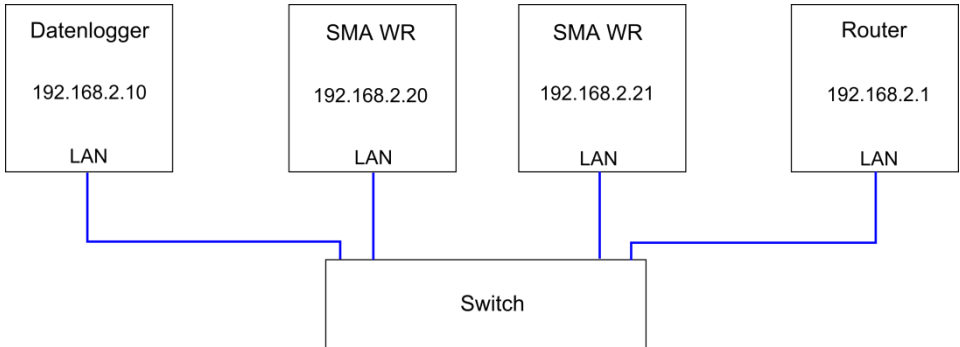 Datenlogger
192.168.2.10
LAN
SMA WR
192.168.2.20
LAN
SMA WR
192.168.2.21
LAN
Router
192.168.2.1
LAN
Switch